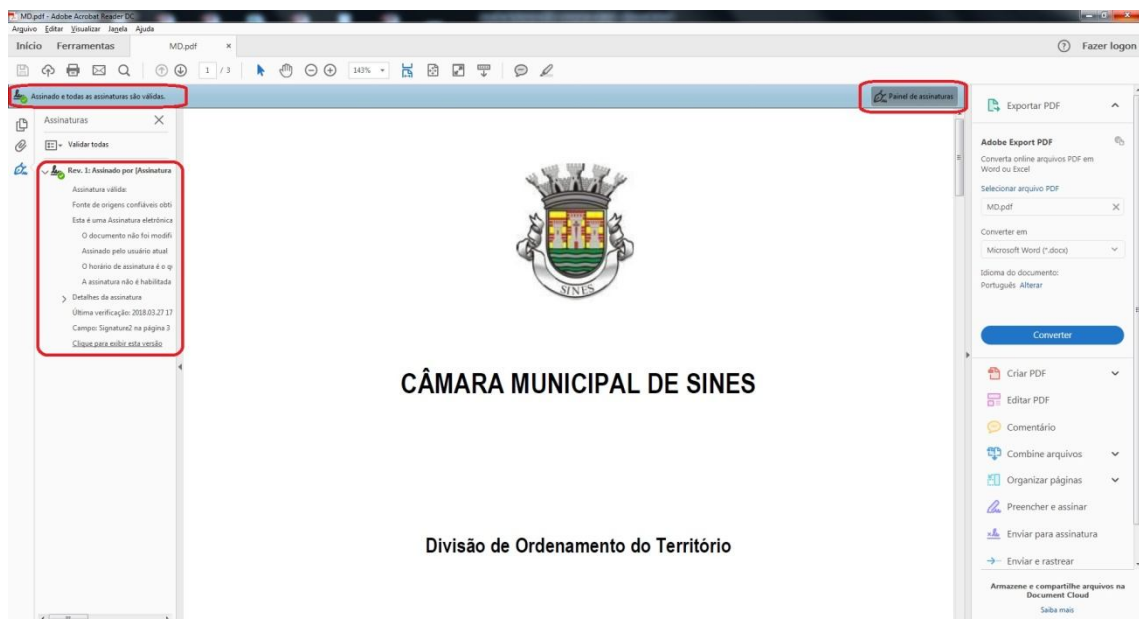 MD.pdf - Adobe Acrobat Reader DC
Arquivo Editar Visualizar Janela Ajuda
Início Ferramentas MD.pdf × Fazer logon
1 / 3 143%
Assinado e todas as assinaturas são válidas. Painel de assinaturas
Assinaturas
Validar todas
Rev. 1: Assinado por [Assinatura
Assinatura válida:
Fonte de origens confiáveis obti
Esta é uma Assinatura eletrônica
O documento não foi modifi
Assinado pelo usuário atual
O horário de assinatura é o q
A assinatura não é habilitada
Detalhes da assinatura
Última verificação: 2018.03.27 17
Campo: Signature2 na página 3
Clique para exibir esta versão
SINES
CÂMARA MUNICIPAL DE SINES
Divisão de Ordenamento do Território
Exportar PDF
Adobe Export PDF
Converta online arquivos PDF em
Word ou Excel
Selecionar arquivo PDF
MD.pdf
Converter em
Microsoft Word (*.docx)
Idioma do documento:
Português Alterar
Converter
Criar PDF
Editar PDF
Comentário
Combine arquivos
Organizar páginas
Preencher e assinar
Enviar para assinatura
Enviar e rastrear
Armazene e compartilhe arquivos na
Document Cloud
Saiba mais